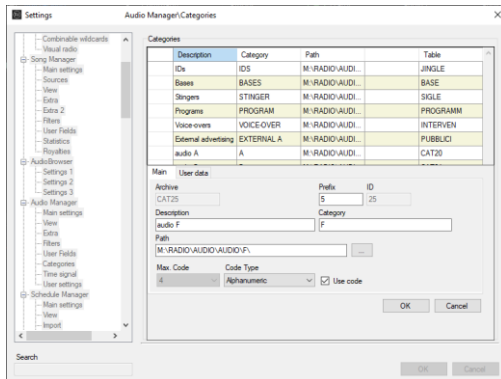 Settings
Audio Manager\Categories
Combinable wildcards
Visual radio
Song Manager
Main settings
Sources
View
Extra
Extra 2
Filters
User Fields
Statistics
Royalties
AudioBrowser
Settings 1
Settings 2
Settings 3
Audio Manager
Main settings
View
Extra
Filters
User Fields
Categories
Time signal
User settings
Schedule Manager
Main settings
View
Import
Search
Categories
Description Category Path Table
IDs IDS M:\RADIO\AUDI... JINGLE
Bases BASES M:\RADIO\AUDI... BASE
Stingers STINGER M:\RADIO\AUDI... SIGLE
Programs PROGRAM M:\RADIO\AUDI... PROGRAMM
Voice-overs VOICE-OVER M:\RADIO\AUDI... INTERVEN
External advertising EXTERNAL A M:\RADIO\AUDI... PUBBLICI
audio A A M:\RADIO\AUDI... CAT20
Main User data
Archive Prefix ID
CAT25 5 25
Description Category
audio F F
Path
M:\RADIO\AUDIO\AUDIO\F\ ...
Max. Code Code Type
4 Alphanumeric Use code
OK Cancel
OK Cancel